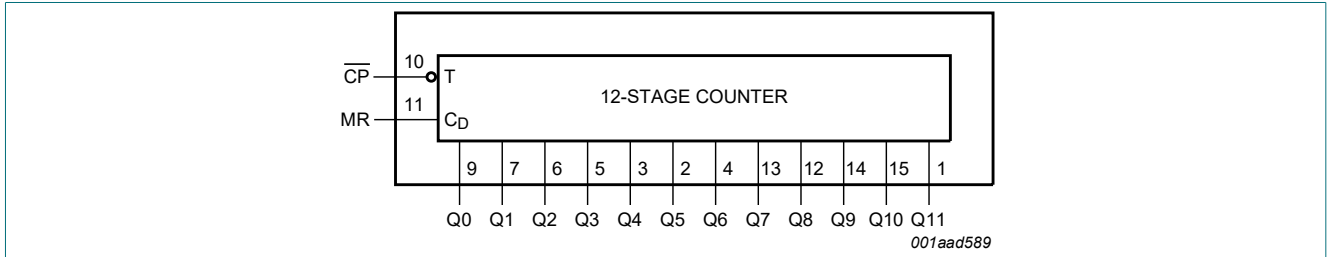 10
C̅P̅ T
12-STAGE COUNTER
11
MR CD
9 7 6 5 3 2 4 13 12 14 15 1
Q0 Q1 Q2 Q3 Q4 Q5 Q6 Q7 Q8 Q9 Q10 Q11
001aad589